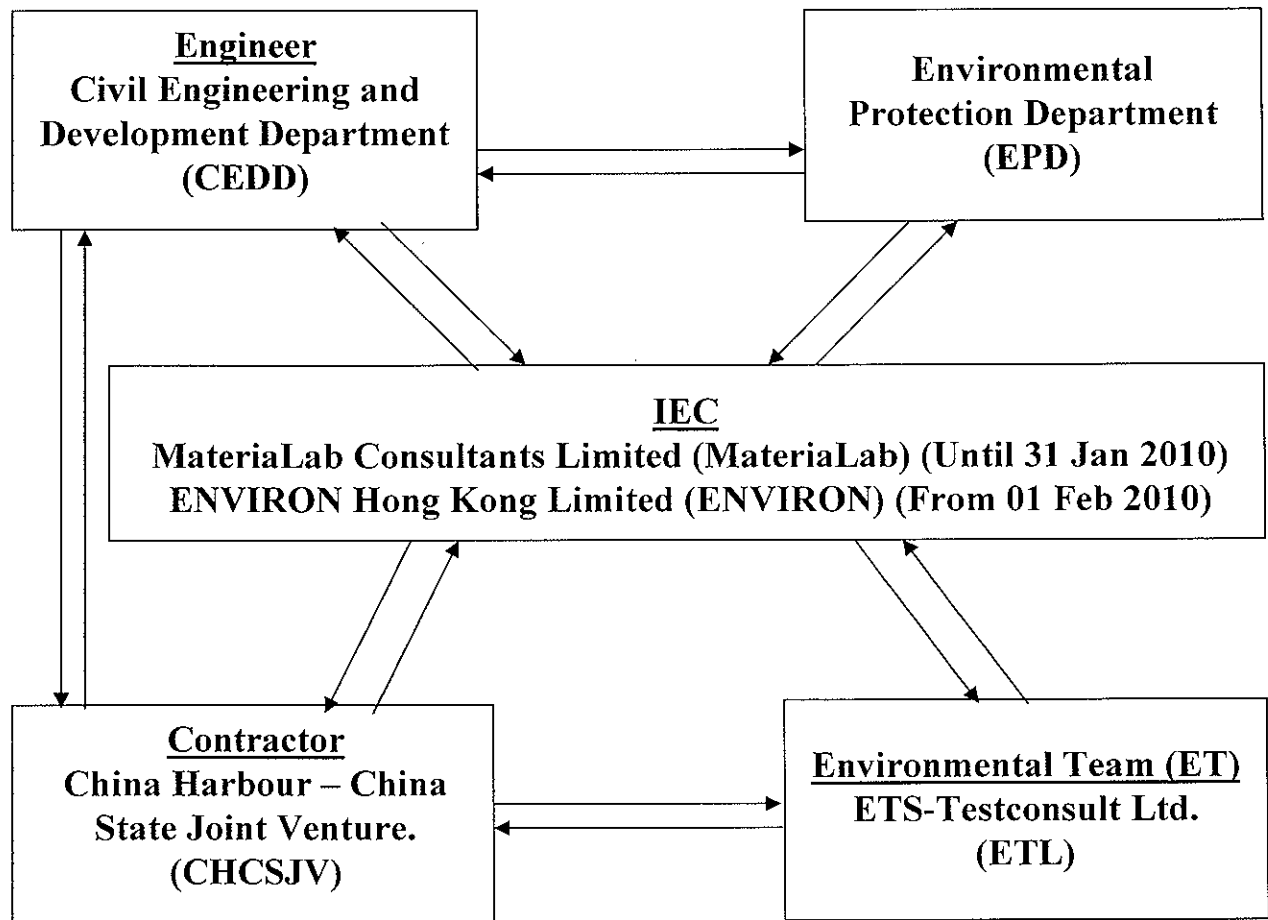 Engineer
Civil Engineering and
Development Department
(CEDD)
Environmental
Protection Department
(EPD)
IEC
MateriaLab Consultants Limited (MateriaLab) (Until 31 Jan 2010)
ENVIRON Hong Kong Limited (ENVIRON) (From 01 Feb 2010)
Contractor
China Harbour – China
State Joint Venture.
(CHCSJV)
Environmental Team (ET)
ETS-Testconsult Ltd.
(ETL)